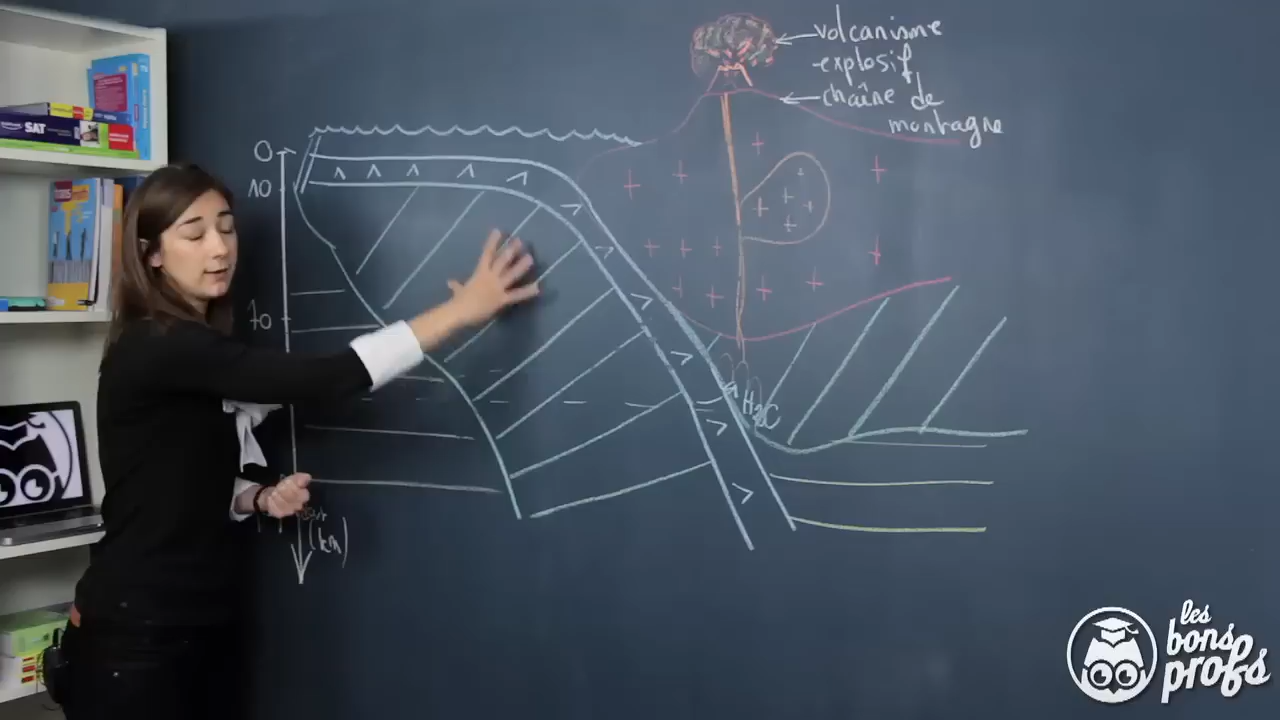 volcanisme
explosif
chaîne de
montagne
0
10
70
H2O
(km)
SAT
les
bons
profs